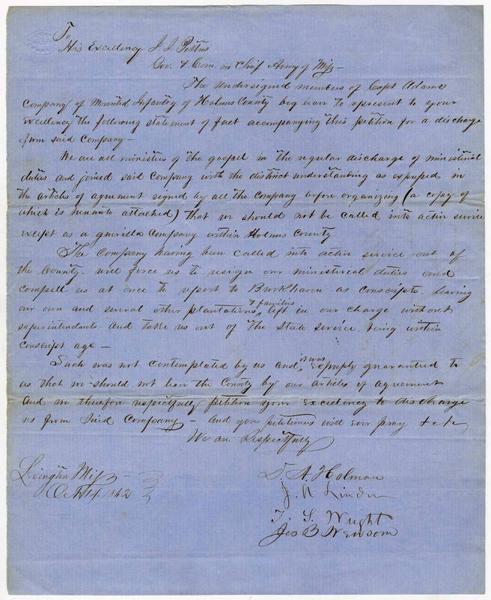 To
His Excellency J. J. Pettus
Gov. & Com in Chief Army of Miss—
The undersigned members of Capt Adams
Company of Mounted Infantry of Holmes County beg lean to represent to your
excellency the following statement of fact accompanying this petition for a discharge
from said Company—
We are all ministers of the gospel in the regular discharge of ministerial
duties and joined said Company with the distinct understanding as expressed in
the articles of agreement signed by all the Company before organizing (a copy of
which is hereunto attached) that we should not be called into active service
except as a guerilla Company within Holmes County
The Company having been called into active service out of
the County will force us to resign our ministerial duties and
compell us at once to report to Brookhaven as conscripts leaving
our own and several other plantations & families left in our charge without
superintendents and take us out of the State service being within
conscript age—
Such was not contemplated by us and it was expressly guaranteed to
us that we should not leave the County by our articles of agreement
And we therefore respectfully petition your excellency to discharge
us from said Company— and your petitioners will ever pray &c &c
We are Respectfully
Lexington Miss
Oct 14 1862
D. A. Holman
J. A. Linder
T. S. Wright
Jas B Newsom